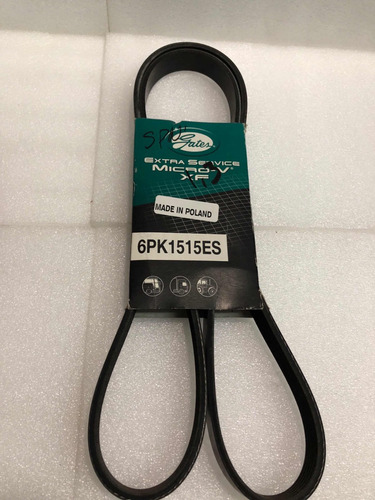 Gates
EXTRA SERVICE
MICRO-V®
XF
MADE IN POLAND
6PK1515ES